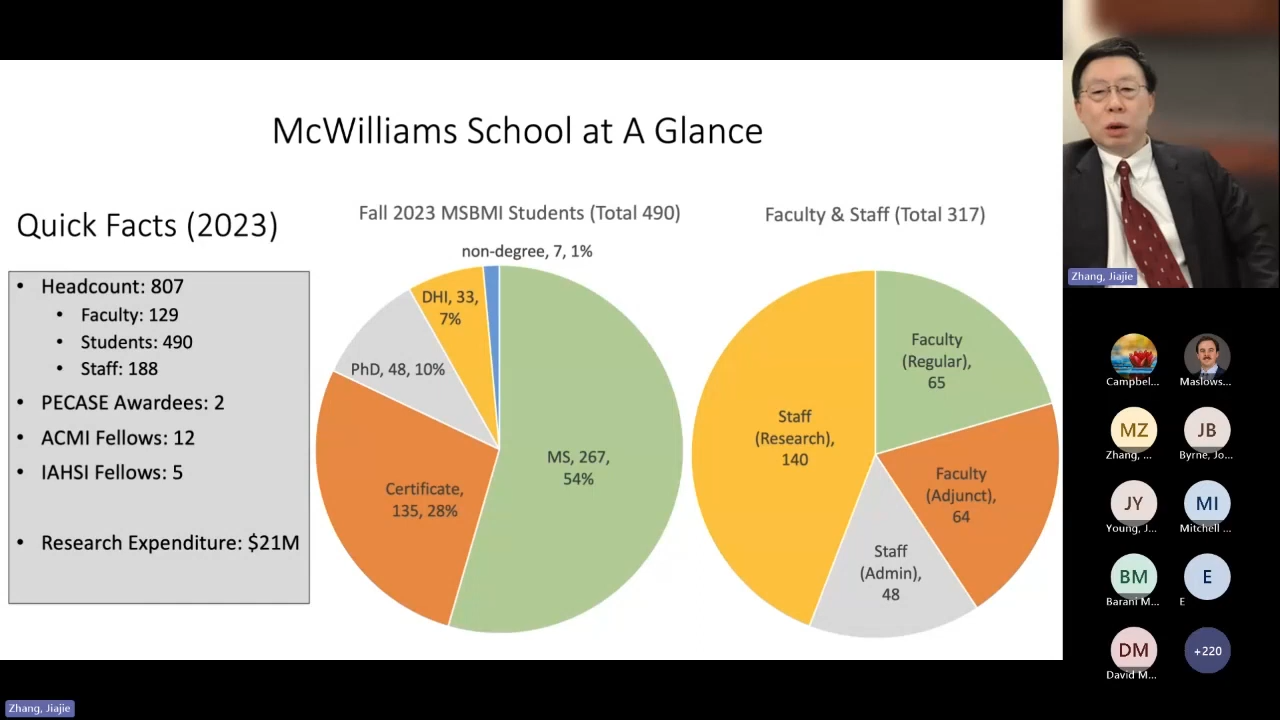 McWilliams School at A Glance
Quick Facts (2023)
• Headcount: 807
• Faculty: 129
• Students: 490
• Staff: 188
• PECASE Awardees: 2
• ACMI Fellows: 12
• IAHSI Fellows: 5
• Research Expenditure: $21M
Fall 2023 MSBMI Students (Total 490)
non-degree, 7, 1%
DHI, 33,
7%
PhD, 48, 10%
Certificate,
135, 28%
MS, 267,
54%
Faculty & Staff (Total 317)
Faculty
(Regular),
65
Staff
(Research),
140
Faculty
(Adjunct),
64
Staff
(Admin),
48
Zhang, Jiajie
Campbel...
Maslows...
MZ
Zhang, ...
JB
Byrne, Jo...
JY
Young, J...
MI
Mitchell ...
BM
Barani M...
E
E
DM
David M...
+220
Zhang, Jiajie